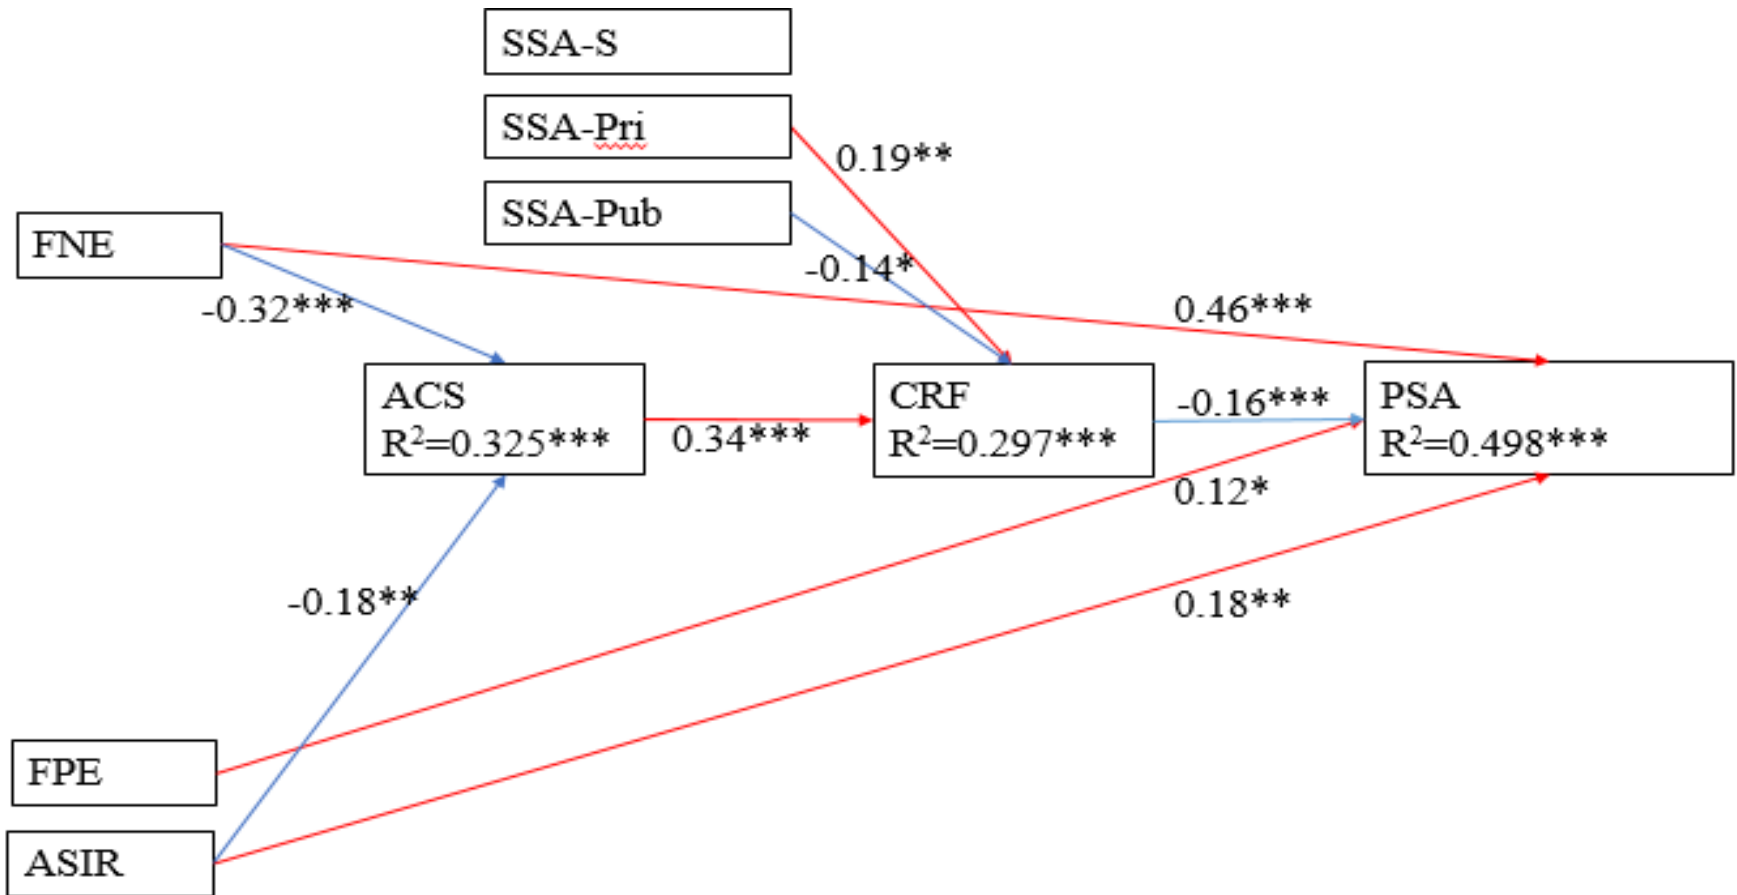 SSA-S
SSA-Pri
0.19**
SSA-Pub
FNE
-0.14*
-0.32***
0.46***
ACS
R²=0.325***
0.34***
CRF
R²=0.297***
-0.16***
PSA
R²=0.498***
0.12*
-0.18**
0.18**
FPE
ASIR